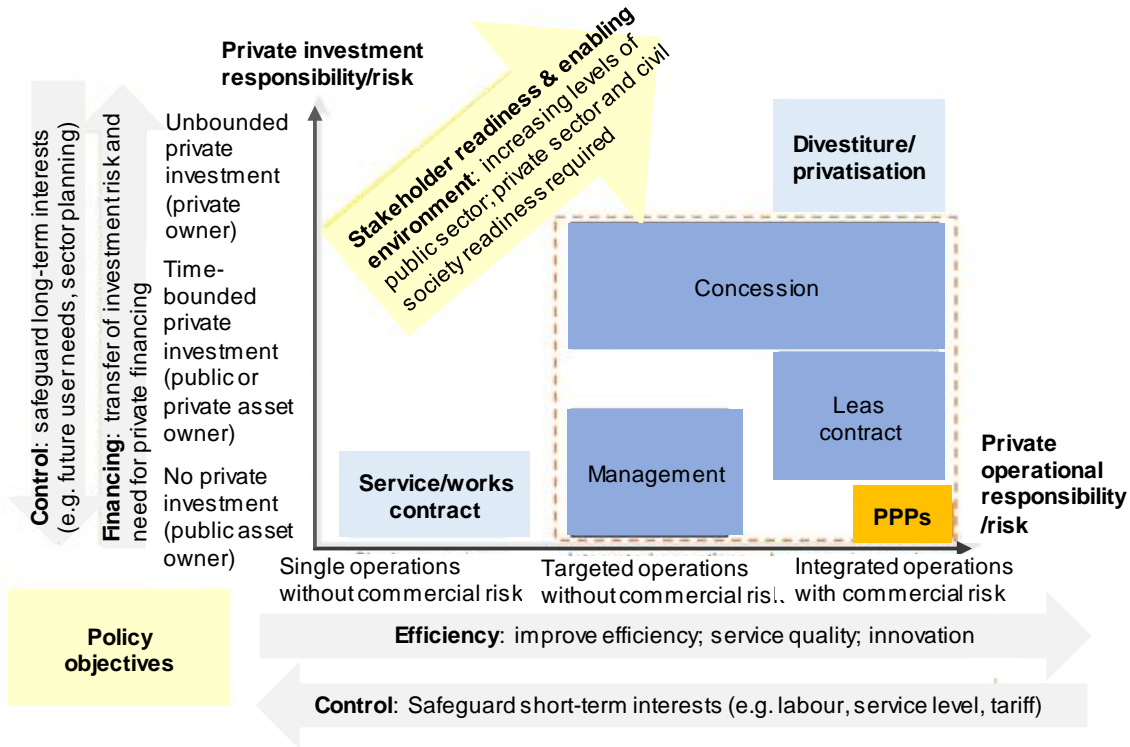 Private investment
responsibility/risk
Stakeholder readiness & enabling
environment: increasing levels of
public sector; private sector and civil
society readiness required
Control: safeguard long-term interests
(e.g. future user needs, sector planning)
Financing: transfer of investment risk and
need for private financing
Unbounded
private
investment
(private
owner)
Time-
bounded
private
investment
(public or
private asset
owner)
No private
investment
(public asset
owner)
Divestiture/
privatisation
Concession
Leas
contract
Management
Service/works
contract
PPPs
Private
operational
responsibility
/risk
Single operations
without commercial risk
Targeted operations
without commercial risk
Integrated operations
with commercial risk
Policy
objectives
Efficiency: improve efficiency; service quality; innovation
Control: Safeguard short-term interests (e.g. labour, service level, tariff)